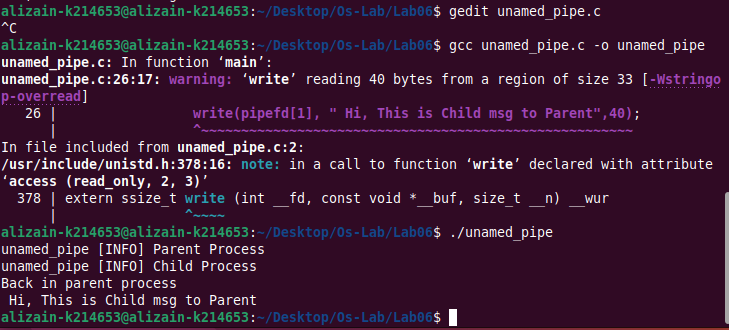 alizain-k214653@alizain-k214653:~/Desktop/Os-Lab/Lab06$ gedit unamed_pipe.c
^C
alizain-k214653@alizain-k214653:~/Desktop/Os-Lab/Lab06$ gcc unamed_pipe.c -o unamed_pipe
unamed_pipe.c: In function ‘main’:
unamed_pipe.c:26:17: warning: ‘write’ reading 40 bytes from a region of size 33 [-Wstringo
p-overread]
   26 |                 write(pipefd[1], " Hi, This is Child msg to Parent",40);
      |                 ^~~~~~~~~~~~~~~~~~~~~~~~~~~~~~~~~~~~~~~~~~~~~~~~~~~~~~~
In file included from unamed_pipe.c:2:
/usr/include/unistd.h:378:16: note: in a call to function ‘write’ declared with attribute
‘access (read_only, 2, 3)’
  378 | extern ssize_t write (int __fd, const void *__buf, size_t __n) __wur
      |                ^~~~~
alizain-k214653@alizain-k214653:~/Desktop/Os-Lab/Lab06$ ./unamed_pipe
unamed_pipe [INFO] Parent Process
unamed_pipe [INFO] Child Process
Back in parent process
 Hi, This is Child msg to Parent
alizain-k214653@alizain-k214653:~/Desktop/Os-Lab/Lab06$